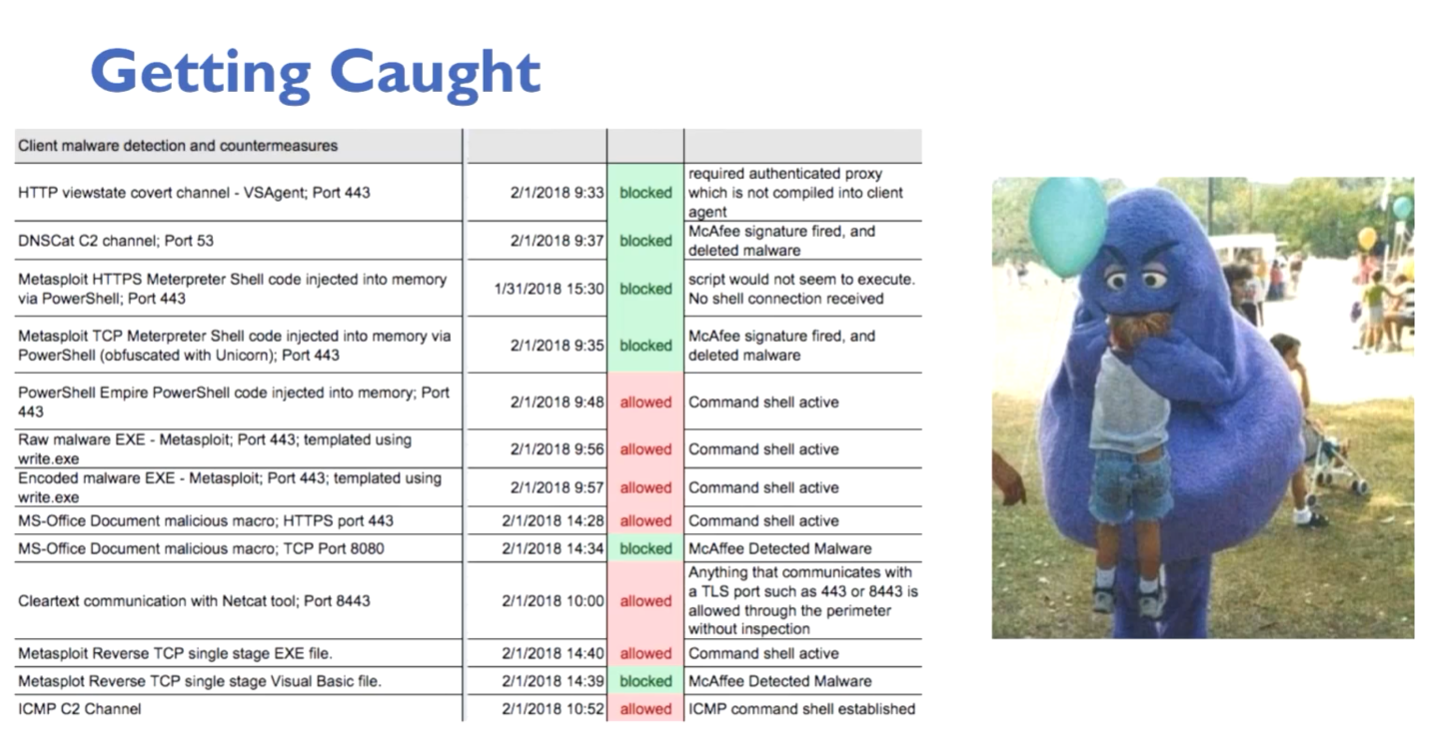 Getting Caught
Client malware detection and countermeasures
HTTP viewstate covert channel - VSAgent; Port 443
2/1/2018 9:33
blocked
required authenticated proxy
which is not compiled into client
agent
DNSCat C2 channel; Port 53
2/1/2018 9:37
blocked
McAfee signature fired, and
deleted malware
Metasploit HTTPS Meterpreter Shell code injected into memory
via PowerShell; Port 443
1/31/2018 15:30
blocked
script would not seem to execute.
No shell connection received
Metasploit TCP Meterpreter Shell code injected into memory via
PowerShell (obfuscated with Unicorn); Port 443
2/1/2018 9:35
blocked
McAfee signature fired, and
deleted malware
PowerShell Empire PowerShell code injected into memory; Port
443
2/1/2018 9:48
allowed
Command shell active
Raw malware EXE - Metasploit; Port 443; templated using
write.exe
2/1/2018 9:56
allowed
Command shell active
Encoded malware EXE - Metasploit; Port 443; templated using
write.exe
2/1/2018 9:57
allowed
Command shell active
MS-Office Document malicious macro; HTTPS port 443
2/1/2018 14:28
allowed
Command shell active
MS-Office Document malicious macro; TCP Port 8080
2/1/2018 14:34
blocked
McAffee Detected Malware
Cleartext communication with Netcat tool; Port 8443
2/1/2018 10:00
allowed
Anything that communicates with
a TLS port such as 443 or 8443 is
allowed through the perimeter
without inspection
Metasploit Reverse TCP single stage EXE file.
2/1/2018 14:40
allowed
Command shell active
Metasplot Reverse TCP single stage Visual Basic file.
2/1/2018 14:39
blocked
McAffee Detected Malware
ICMP C2 Channel
2/1/2018 10:52
allowed
ICMP command shell established